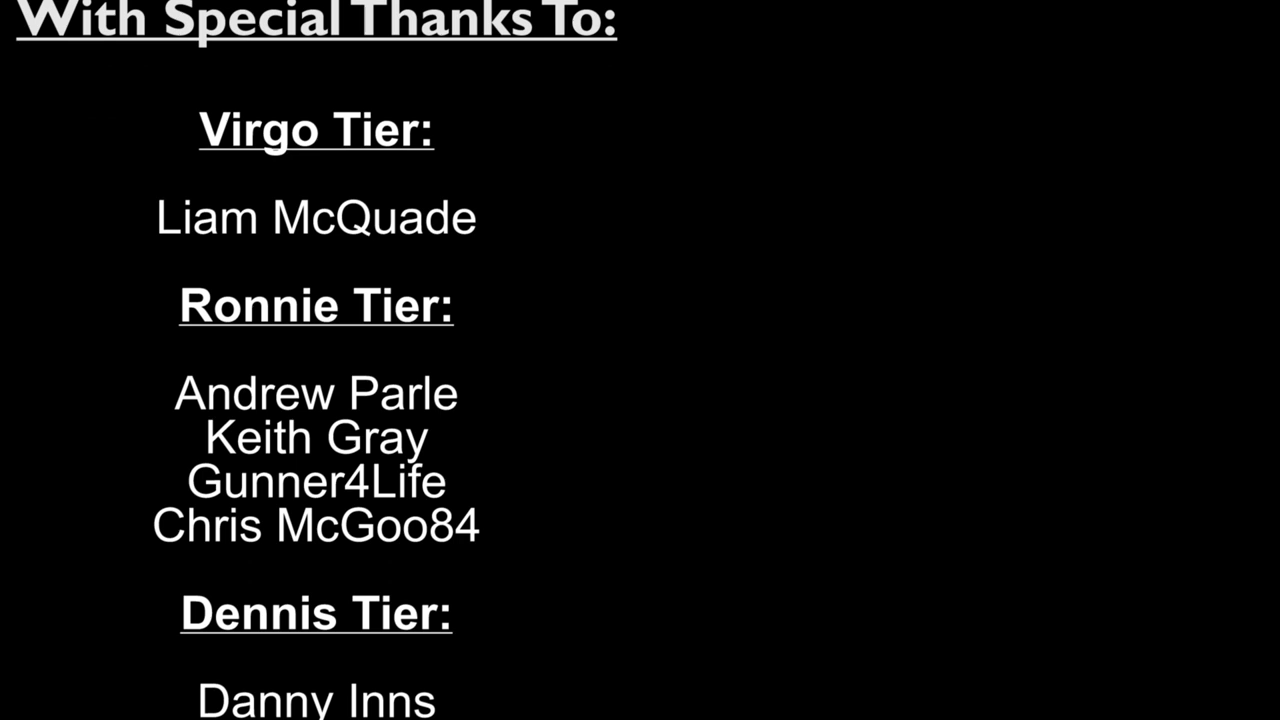 With Special Thanks To:
Virgo Tier:
Liam McQuade
Ronnie Tier:
Andrew Parle
Keith Gray
Gunner4Life
Chris McGoo84
Dennis Tier:
Danny Inns